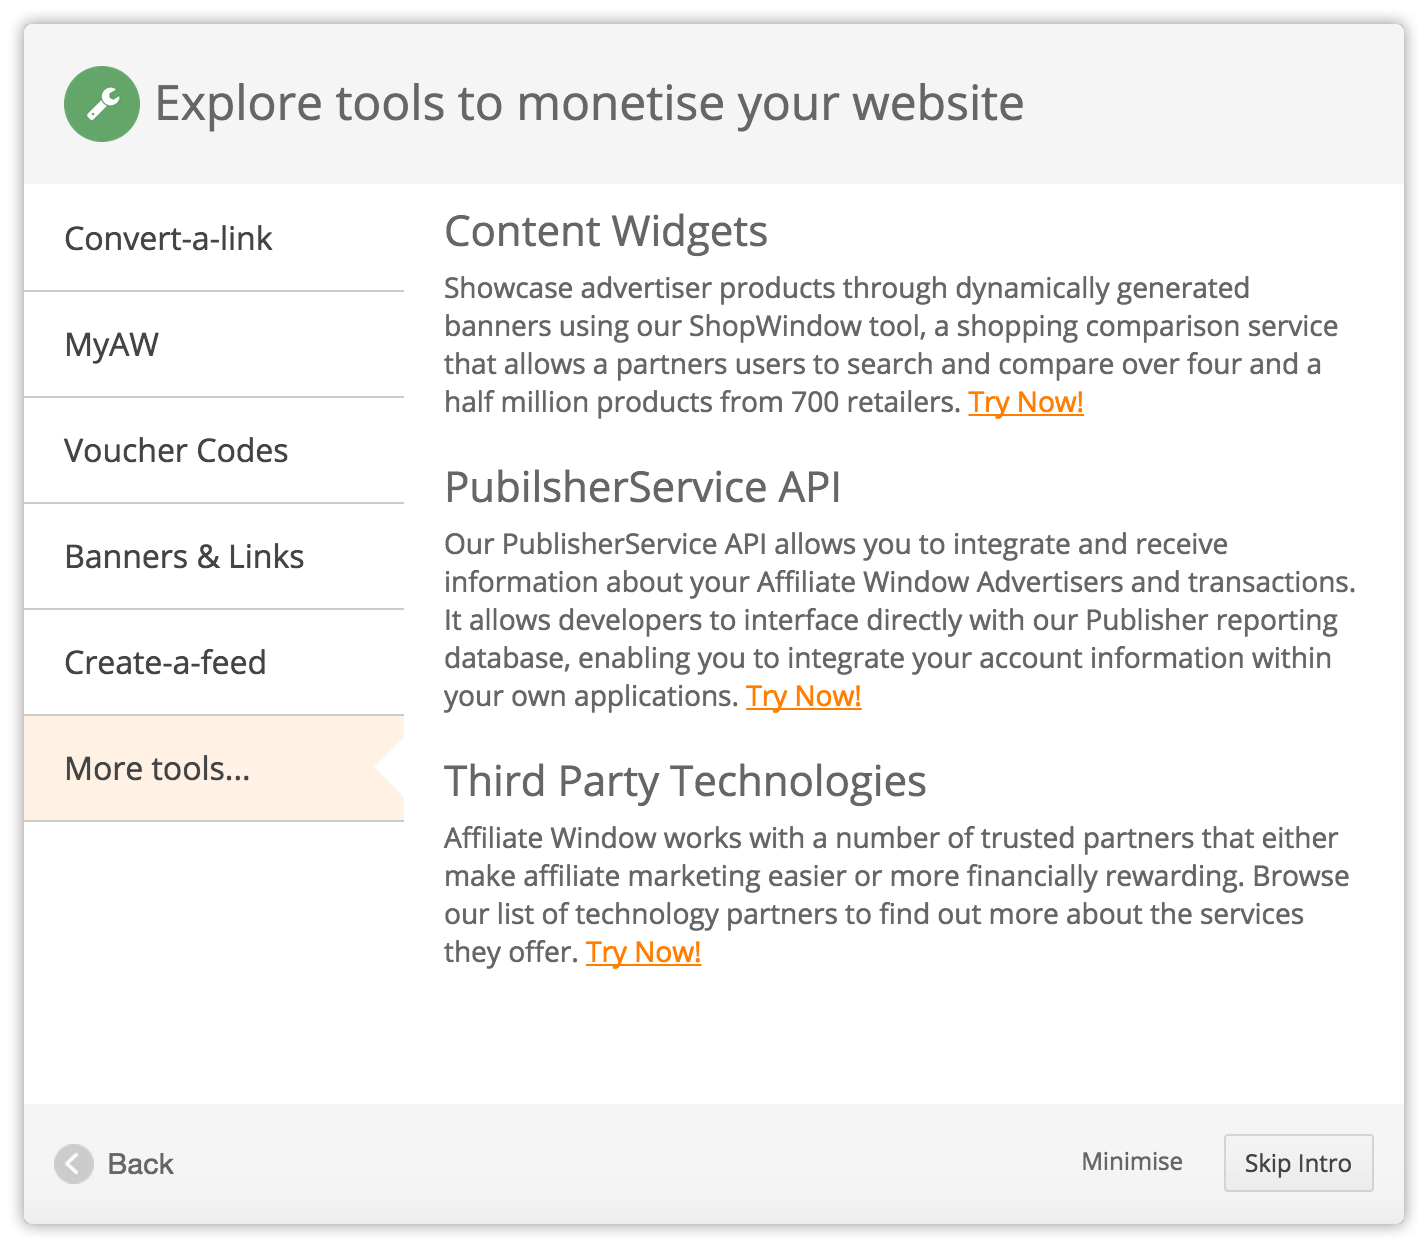 Explore tools to monetise your website
Convert-a-link
MyAW
Voucher Codes
Banners & Links
Create-a-feed
More tools...
Content Widgets
Showcase advertiser products through dynamically generated
banners using our ShopWindow tool, a shopping comparison service
that allows a partners users to search and compare over four and a
half million products from 700 retailers. Try Now!
PubilsherService API
Our PublisherService API allows you to integrate and receive
information about your Affiliate Window Advertisers and transactions.
It allows developers to interface directly with our Publisher reporting
database, enabling you to integrate your account information within
your own applications. Try Now!
Third Party Technologies
Affiliate Window works with a number of trusted partners that either
make affiliate marketing easier or more financially rewarding. Browse
our list of technology partners to find out more about the services
they offer. Try Now!
Back
Minimise
Skip Intro